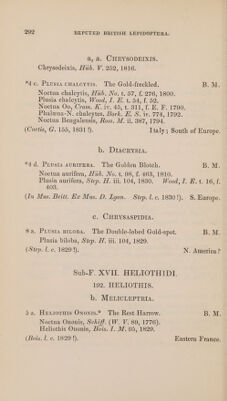 292 REPUTED BRITISH LEPIDOPTERA.
a, a. CHRYSODEIXIS.
Chrysodeixis, Hüb. V. 252, 1816.
*4 c. PLUSIA CHALCYTIS. The Gold-freckled. B. M.
Noctua chalcytis, Hüb. No. t. 57, f. 276, 1800.
Plusia chalcytis, Wood, I. E. t. 54, f. 52.
Noctua Oo, Cram. K. iv. 45, t. 311, f. E. F. 1790.
Phalæna-N. chalcytes, Bork. E. S. iv. 774, 1792.
Noctua Bengalensis, Ross. M. ii. 387, 1794.
(Curtis, G. 155, 1831 !). Italy ; South of Europe.
b. DIACRYSIA.
*4 d. PLUSIA AURIFERA. The Golden Blotch. B. M.
Noctua aurifera, Hüb. No. t. 98, f. 463, 1810.
Plusia aurifera, Step. H. iii. 104, 1830. Wood, I. E. t. 16, f.
403.
(In Mus. Britt. Ex Mus. D. Lyon. Step. l. c. 1830 !). S. Europe.
c. CHRYSASPIDIA.
8 a. PLUSIA BILOBA. The Double-lobed Gold-spot. B. M.
Plusia biloba, Step. H. iii. 104, 1829.
(Step. l. c. 1829 !). N. America ?
Sub-F. XVII. HELIOTHIDI.
192. HELIOTHIS.
b. MELICLEPTRIA.
5 a. HELIOTHIS ONONIS.* The Rest Harrow. B. M.
Noctua Ononis, Schiff. (W. V. 89, 1776).
Heliothis Ononis, Bois. I. M. 95, 1829.
(Bois. l. c. 1829 !). Eastern France.